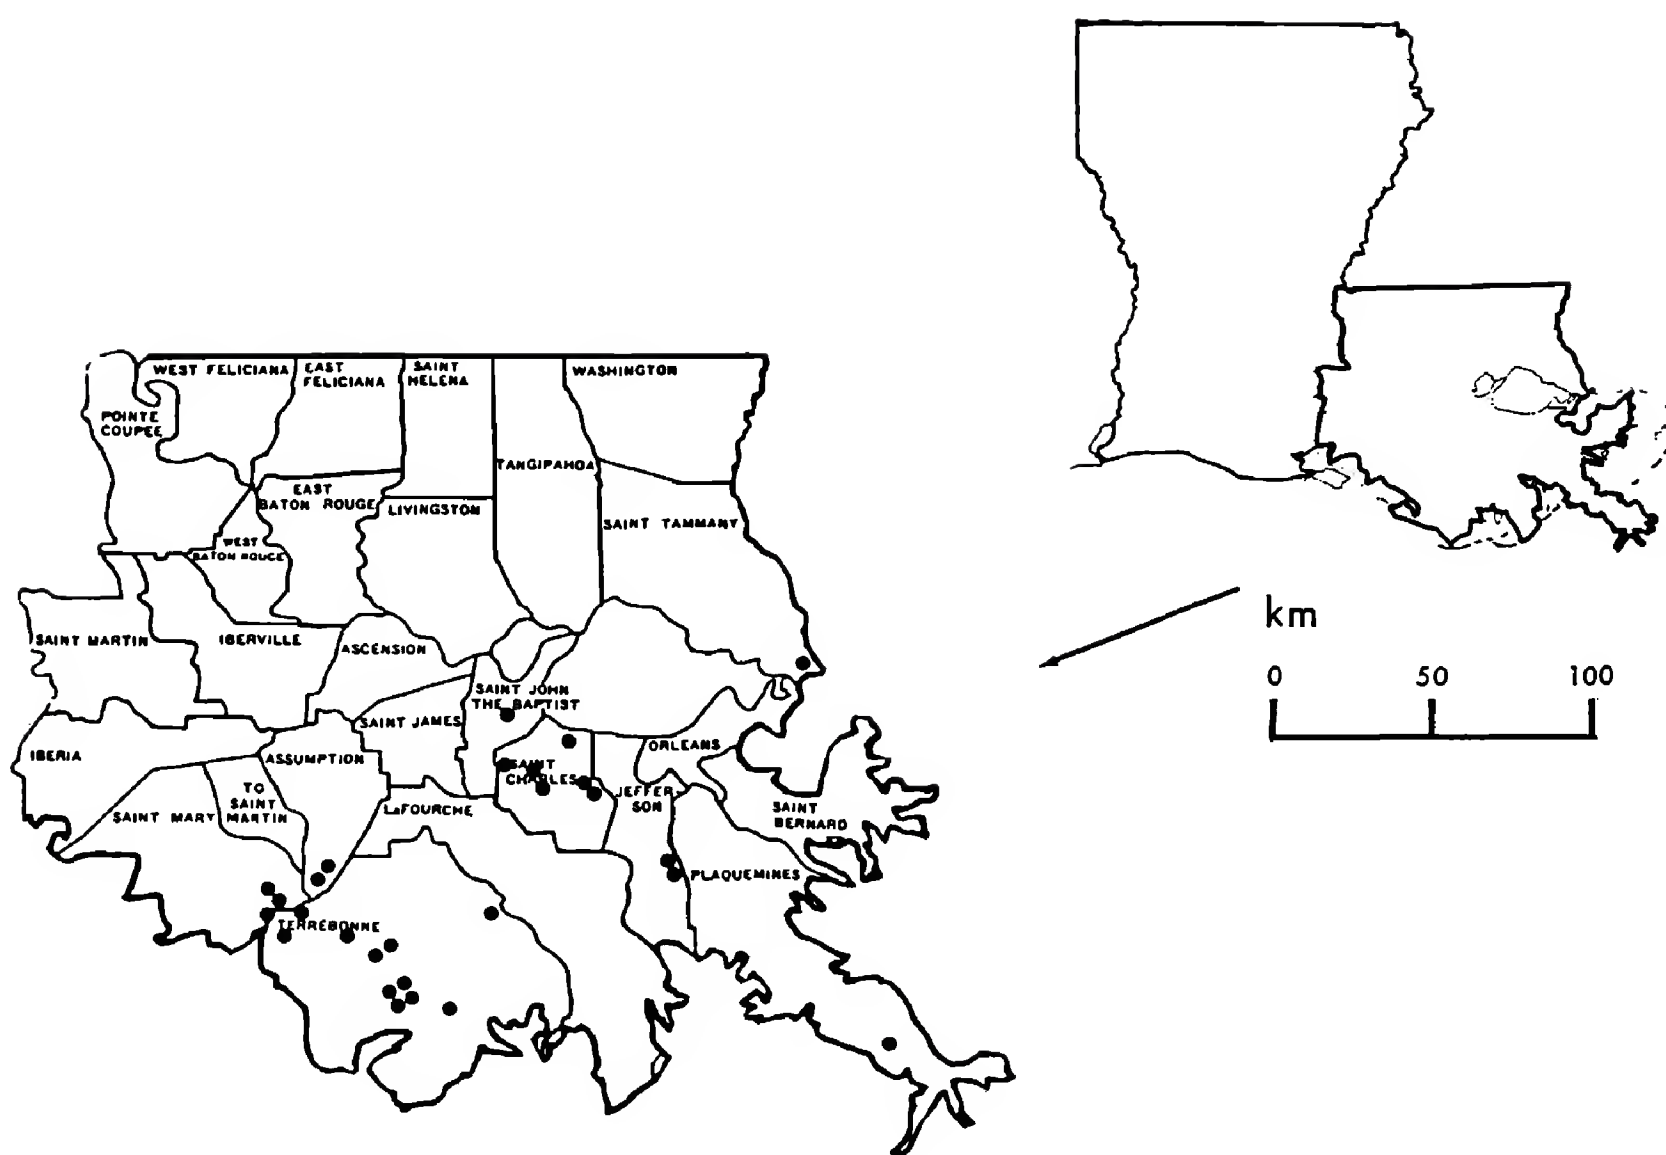 WEST FELICIANA
EAST
FELICIANA
SAINT
HELENA
WASHINGTON
POINTE
COUPEE
TANGIPAHOA
EAST
BATON ROUGE
LIVINGSTON
SAINT TAMMANY
WEST
BATON ROUGE
SAINT MARTIN
IBERVILLE
ASCENSION
SAINT JOHN
THE BAPTIST
SAINT JAMES
IBERIA
ASSUMPTION
ORLEANS
SAINT
CHARLES
TO
SAINT
MARTIN
SAINT MARY
LAFOURCHE
JEFFER
SON
SAINT
BERNARD
PLAQUEMINES
TERREBONNE
km
0 50 100